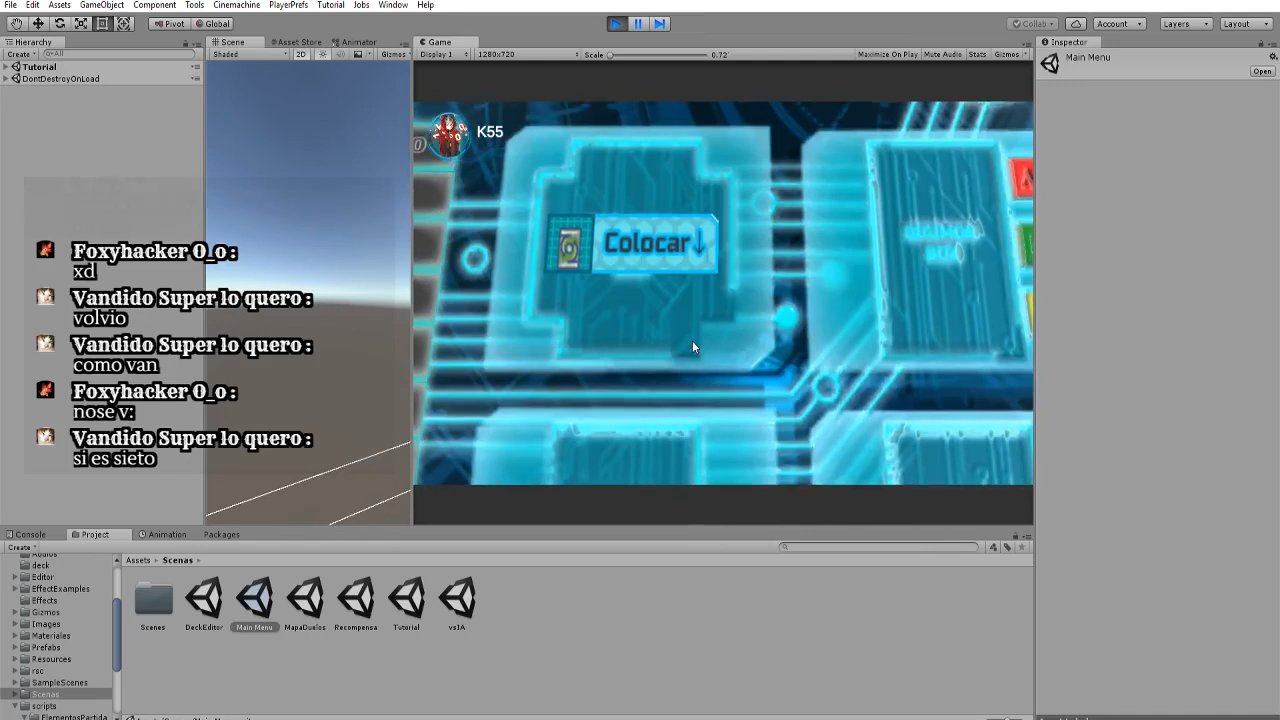 File Edit Assets GameObject Component Tools Cinemachine PlayerPrefs Tutorial Jobs Window Help
Pivot Global Collab Account Layers Layout
Hierarchy Scene Asset Store Animator Game Inspector
Create All Shaded 2D Gizmos Display 1 1280x720 Scale 0.72 Maximize On Play Mute Audio Stats Gizmos
Main Menu
Open
Tutorial
DontDestroyOnLoad
K55
Colocar↓
Foxyhacker O_o :
xd
Vandido Super lo quero :
volvio
Vandido Super lo quero :
como van
Foxyhacker O_o :
nose v:
Vandido Super lo quero :
si es sieto
Console Project Animation Packages
Create
Audios
deck
Editor
EffectExamples
Effects
Gizmos
Images
Materiales
Prefabs
Resources
rsc
SampleScenes
Scenas
scripts
ElementosPartida
Assets Scenas
Scenes DeckEditor Main Menu MapaDuelos Recompensa Tutorial vsIA